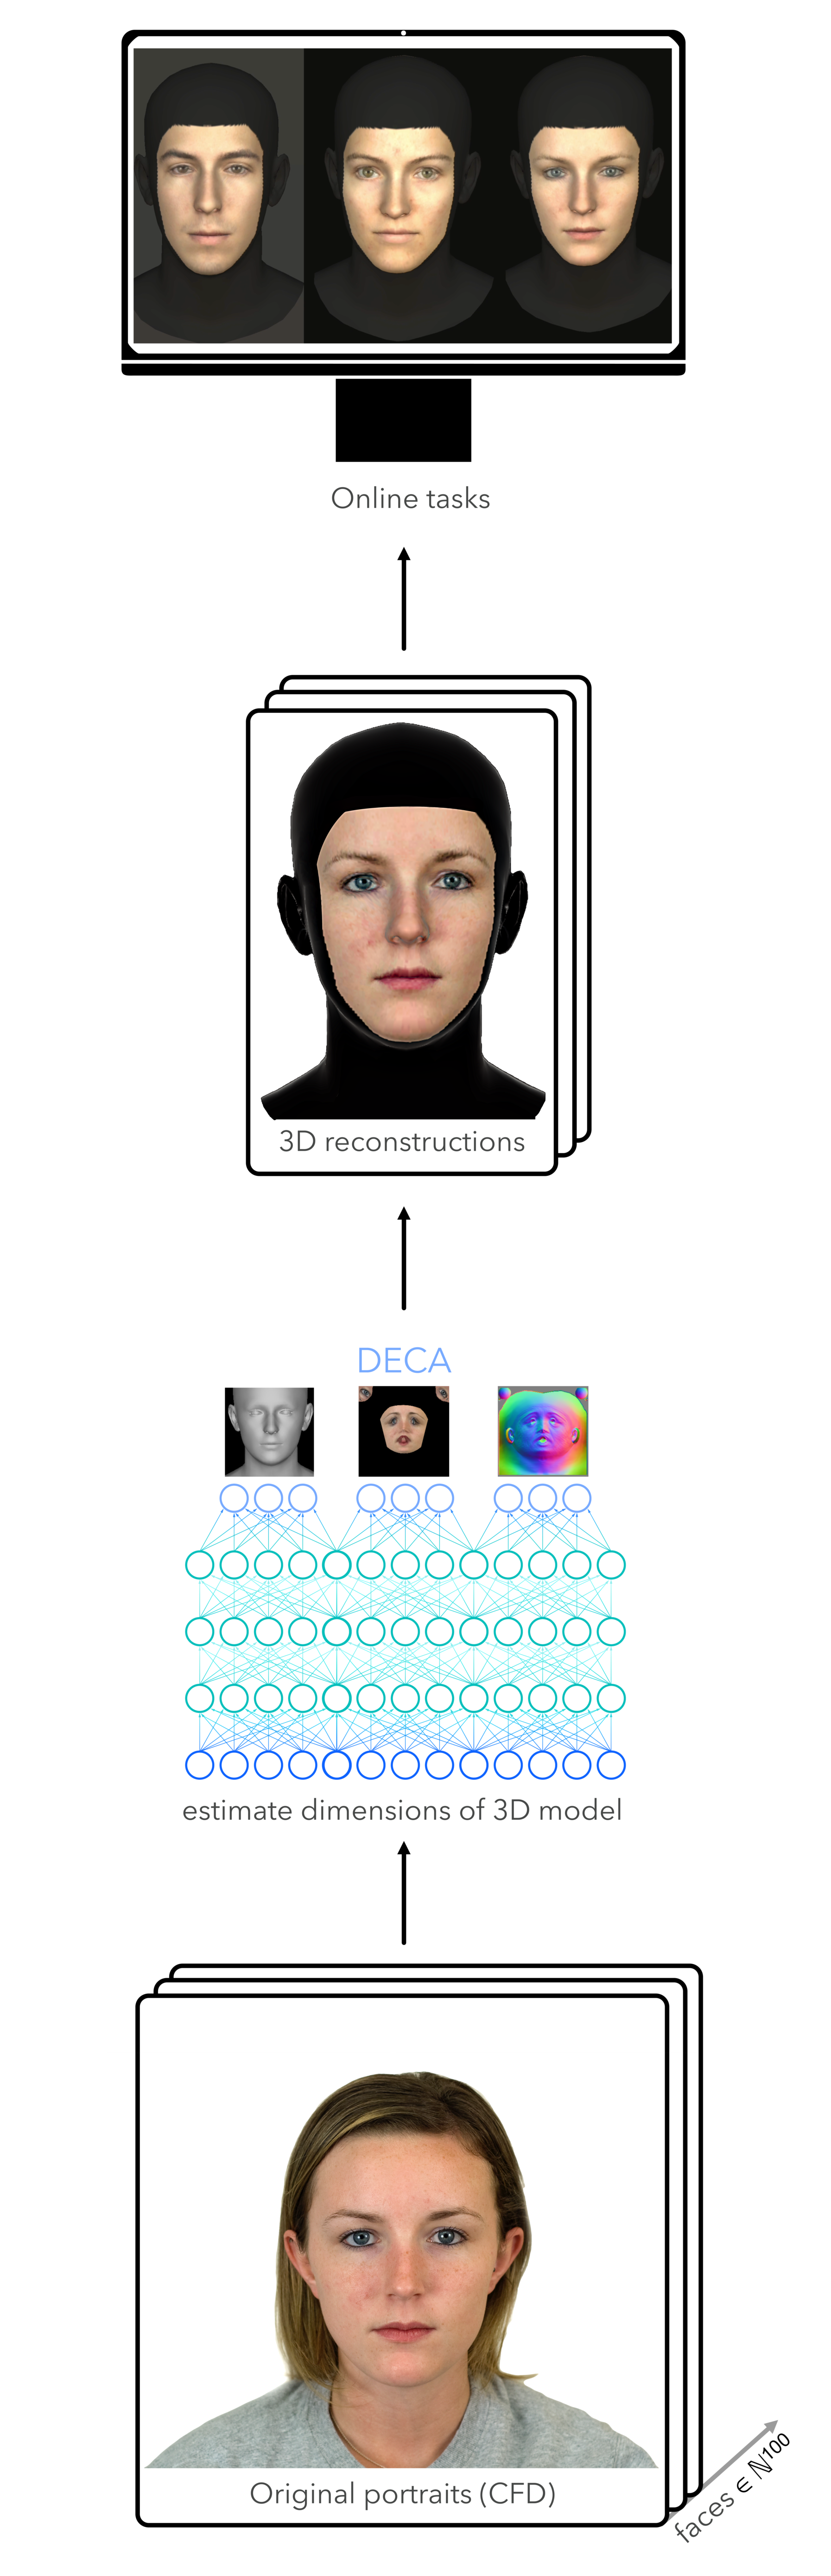 Online tasks
3D reconstructions
DECA
estimate dimensions of 3D model
Original portraits (CFD)
faces ∈ ℕ¹⁰⁰